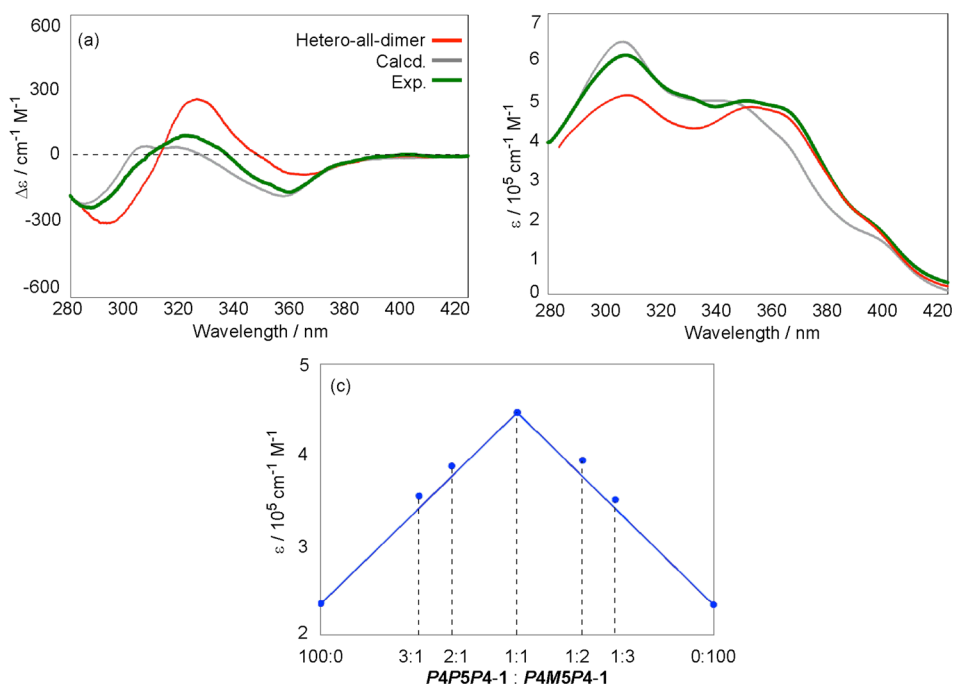 (a)
Hetero-all-dimer
Calcd.
Exp.
600
300
0
-300
-600
Δε / cm-1 M-1
280 300 320 340 360 380 400 420
Wavelength / nm
7
6
5
4
3
2
1
0
ε / 10⁵ cm-1 M-1
280 300 320 340 360 380 400 420
Wavelength / nm
(c)
5
4
3
2
ε / 10⁵ cm-1 M-1
100:0 3:1 2:1 1:1 1:2 1:3 0:100
P4P5P4-1 : P4M5P4-1